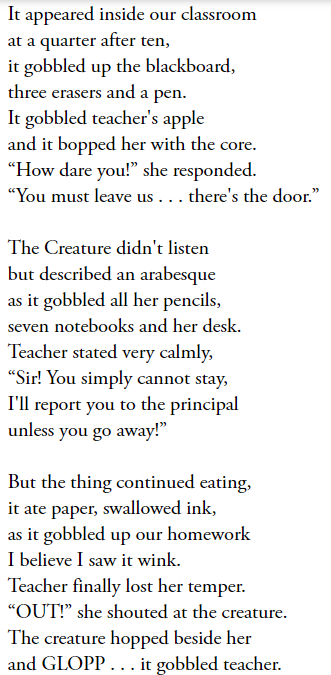 It appeared inside our classroom
at a quarter after ten,
it gobbled up the blackboard,
three erasers and a pen.
It gobbled teacher's apple
and it bopped her with the core.
“How dare you!” she responded.
“You must leave us . . . there's the door.”

The Creature didn't listen
but described an arabesque
as it gobbled all her pencils,
seven notebooks and her desk.
Teacher stated very calmly,
“Sir! You simply cannot stay,
I'll report you to the principal
unless you go away!”

But the thing continued eating,
it ate paper, swallowed ink,
as it gobbled up our homework
I believe I saw it wink.
Teacher finally lost her temper.
“OUT!” she shouted at the creature.
The creature hopped beside her
and GLOPP . . . it gobbled teacher.